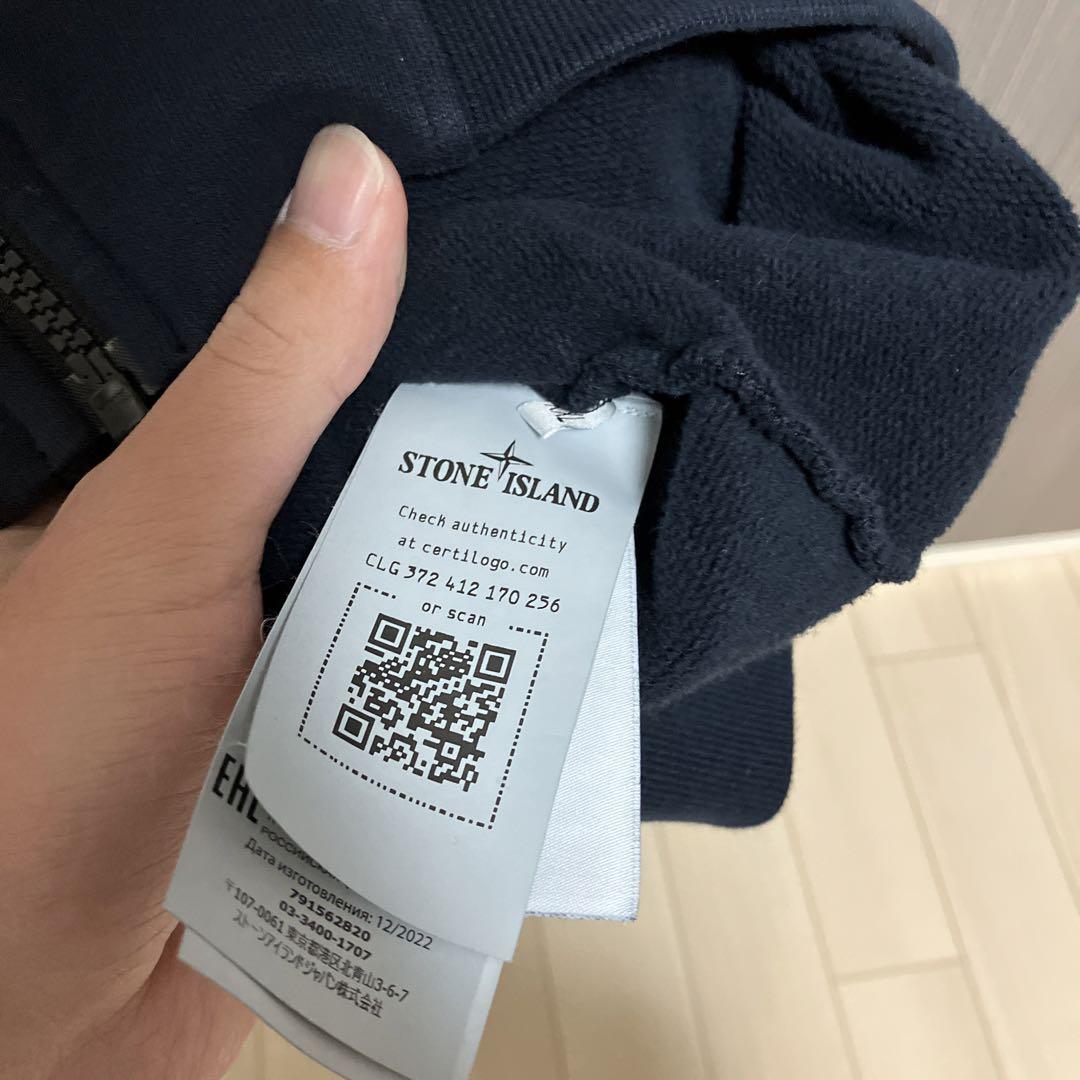 STONE ISLAND
Check authenticity
at certilogo.com
CLG 372 412 170 256
or scan
Дата изготовления: 12/2022
791562820
03-3400-1707
〒107-0061 東京都港区北青山3-6-7
ストーンアイランドジャパン株式会社